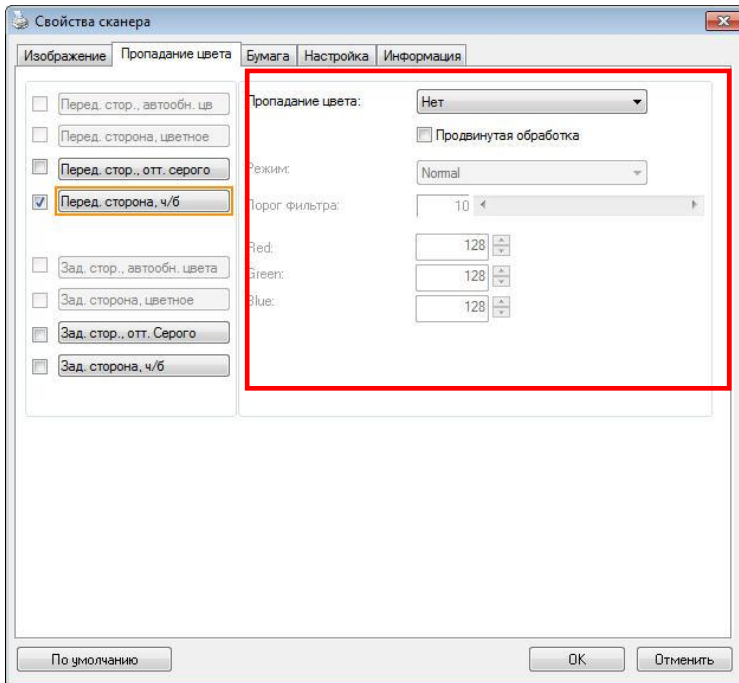 Свойства сканера
Изображение Пропадание цвета Бумага Настройка Информация
Перед. стор., автообн. цв
Перед. сторона, цветное
Перед. стор., отт. серого
Перед. сторона, ч/б
Зад. стор., автообн. цвета
Зад. сторона, цветное
Зад. стор., отт. Серого
Зад. сторона, ч/б
Пропадание цвета: Нет
Продвинутая обработка
Режим: Normal
Порог фильтра: 10
Red: 128
Green: 128
Blue: 128
По умолчанию OK Отменить